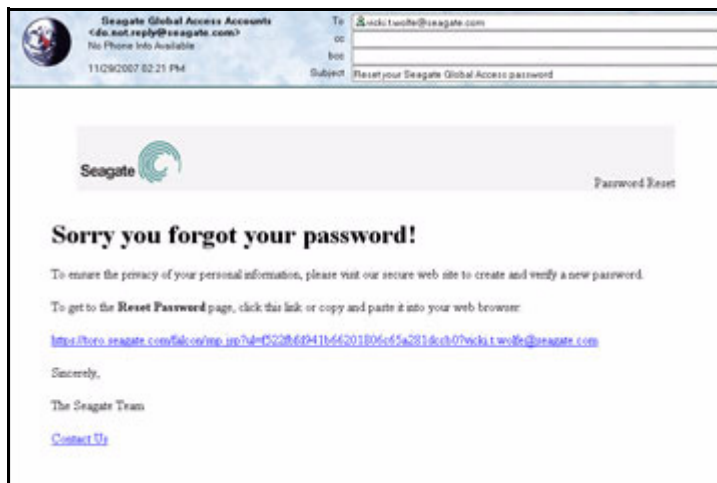 Seagate Global Access Accounts
<do.not.reply@seagate.com>
No Phone Info Available
11/29/2007 02:21 PM
To vicki.t.wolfe@seagate.com
cc
bcc
Subject Reset your Seagate Global Access password
Seagate
Password Reset
Sorry you forgot your password!
To ensure the privacy of your personal information, please visit our secure web site to create and verify a new password.
To get to the Reset Password page, click this link or copy and paste it into your web browser:
Sincerely,
The Seagate Team
Contact Us